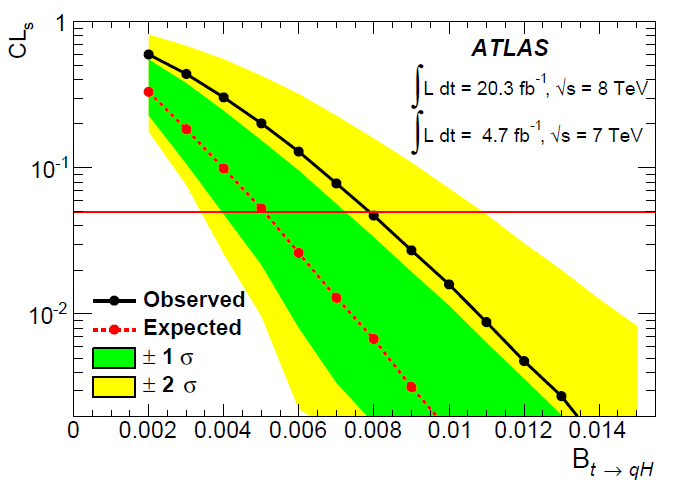 CLs
1
10⁻¹
10⁻²
ATLAS
∫L dt = 20.3 fb⁻¹, √s = 8 TeV
∫L dt = 4.7 fb⁻¹, √s = 7 TeV
Observed
Expected
± 1 σ
± 2 σ
0 0.002 0.004 0.006 0.008 0.01 0.012 0.014
B t → qH